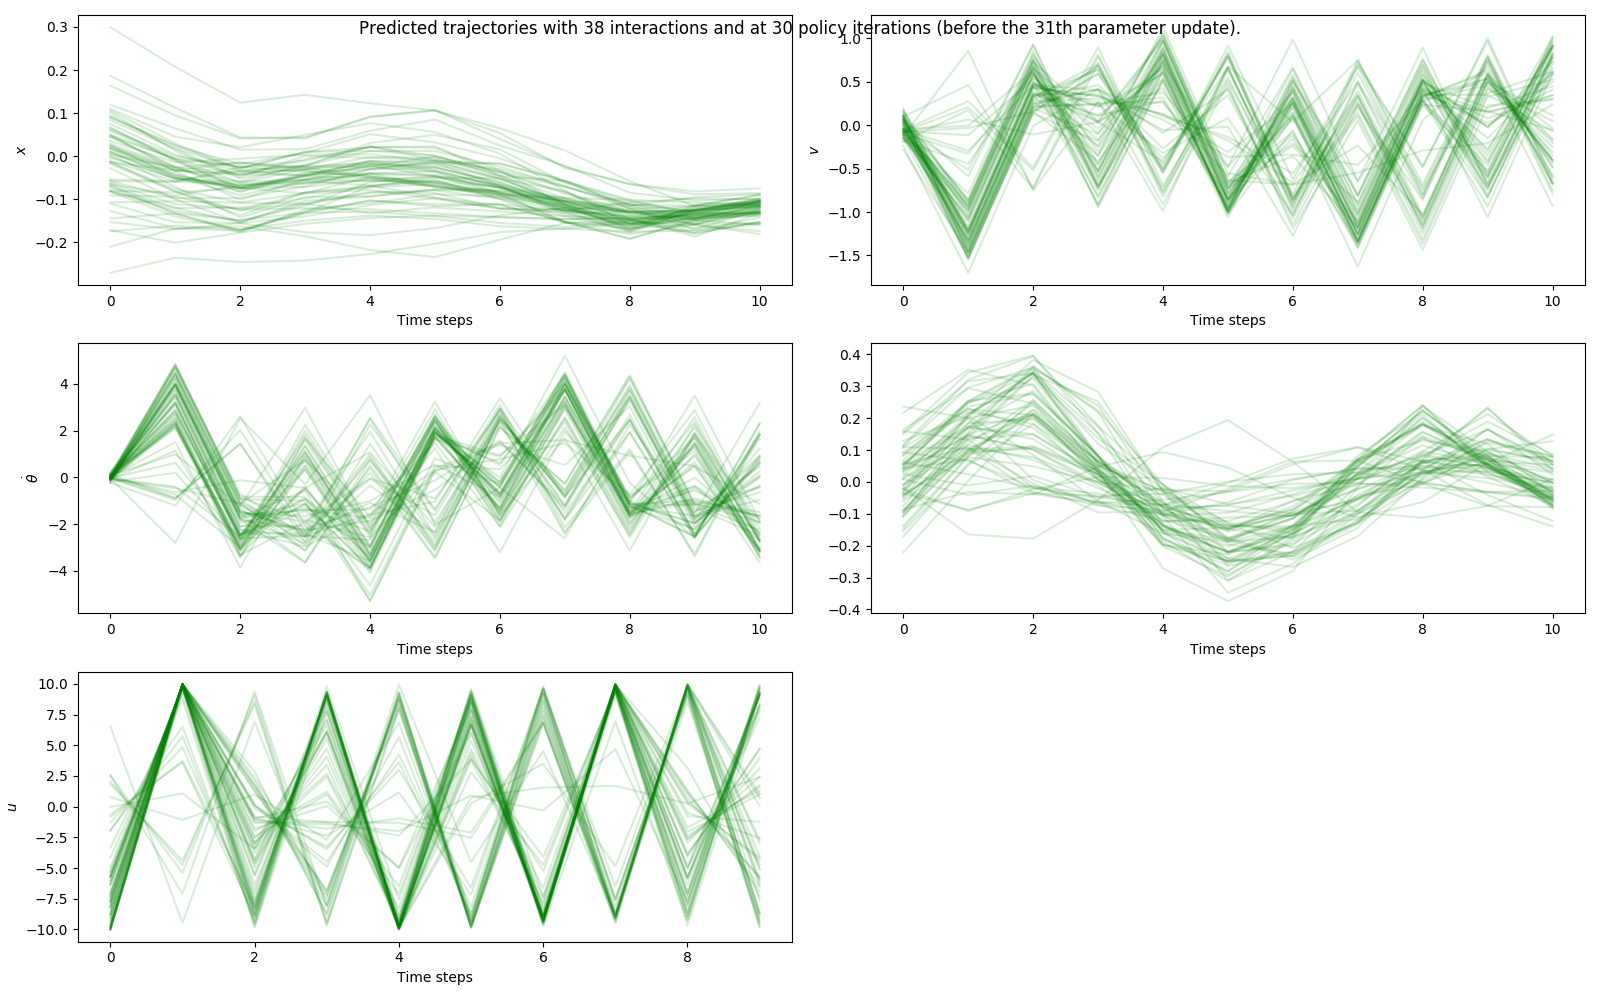 Predicted trajectories with 38 interactions and at 30 policy iterations (before the 31th parameter update).
0.3
0.2
0.1
0.0
−0.1
−0.2
x
0 2 4 6 8 10
Time steps
1.0
0.5
0.0
−0.5
−1.0
−1.5
v
0 2 4 6 8 10
Time steps
4
2
0
−2
−4
θ̇
0 2 4 6 8 10
Time steps
0.4
0.3
0.2
0.1
0.0
−0.1
−0.2
−0.3
−0.4
θ
0 2 4 6 8 10
Time steps
10.0
7.5
5.0
2.5
0.0
−2.5
−5.0
−7.5
−10.0
u
0 2 4 6 8
Time steps